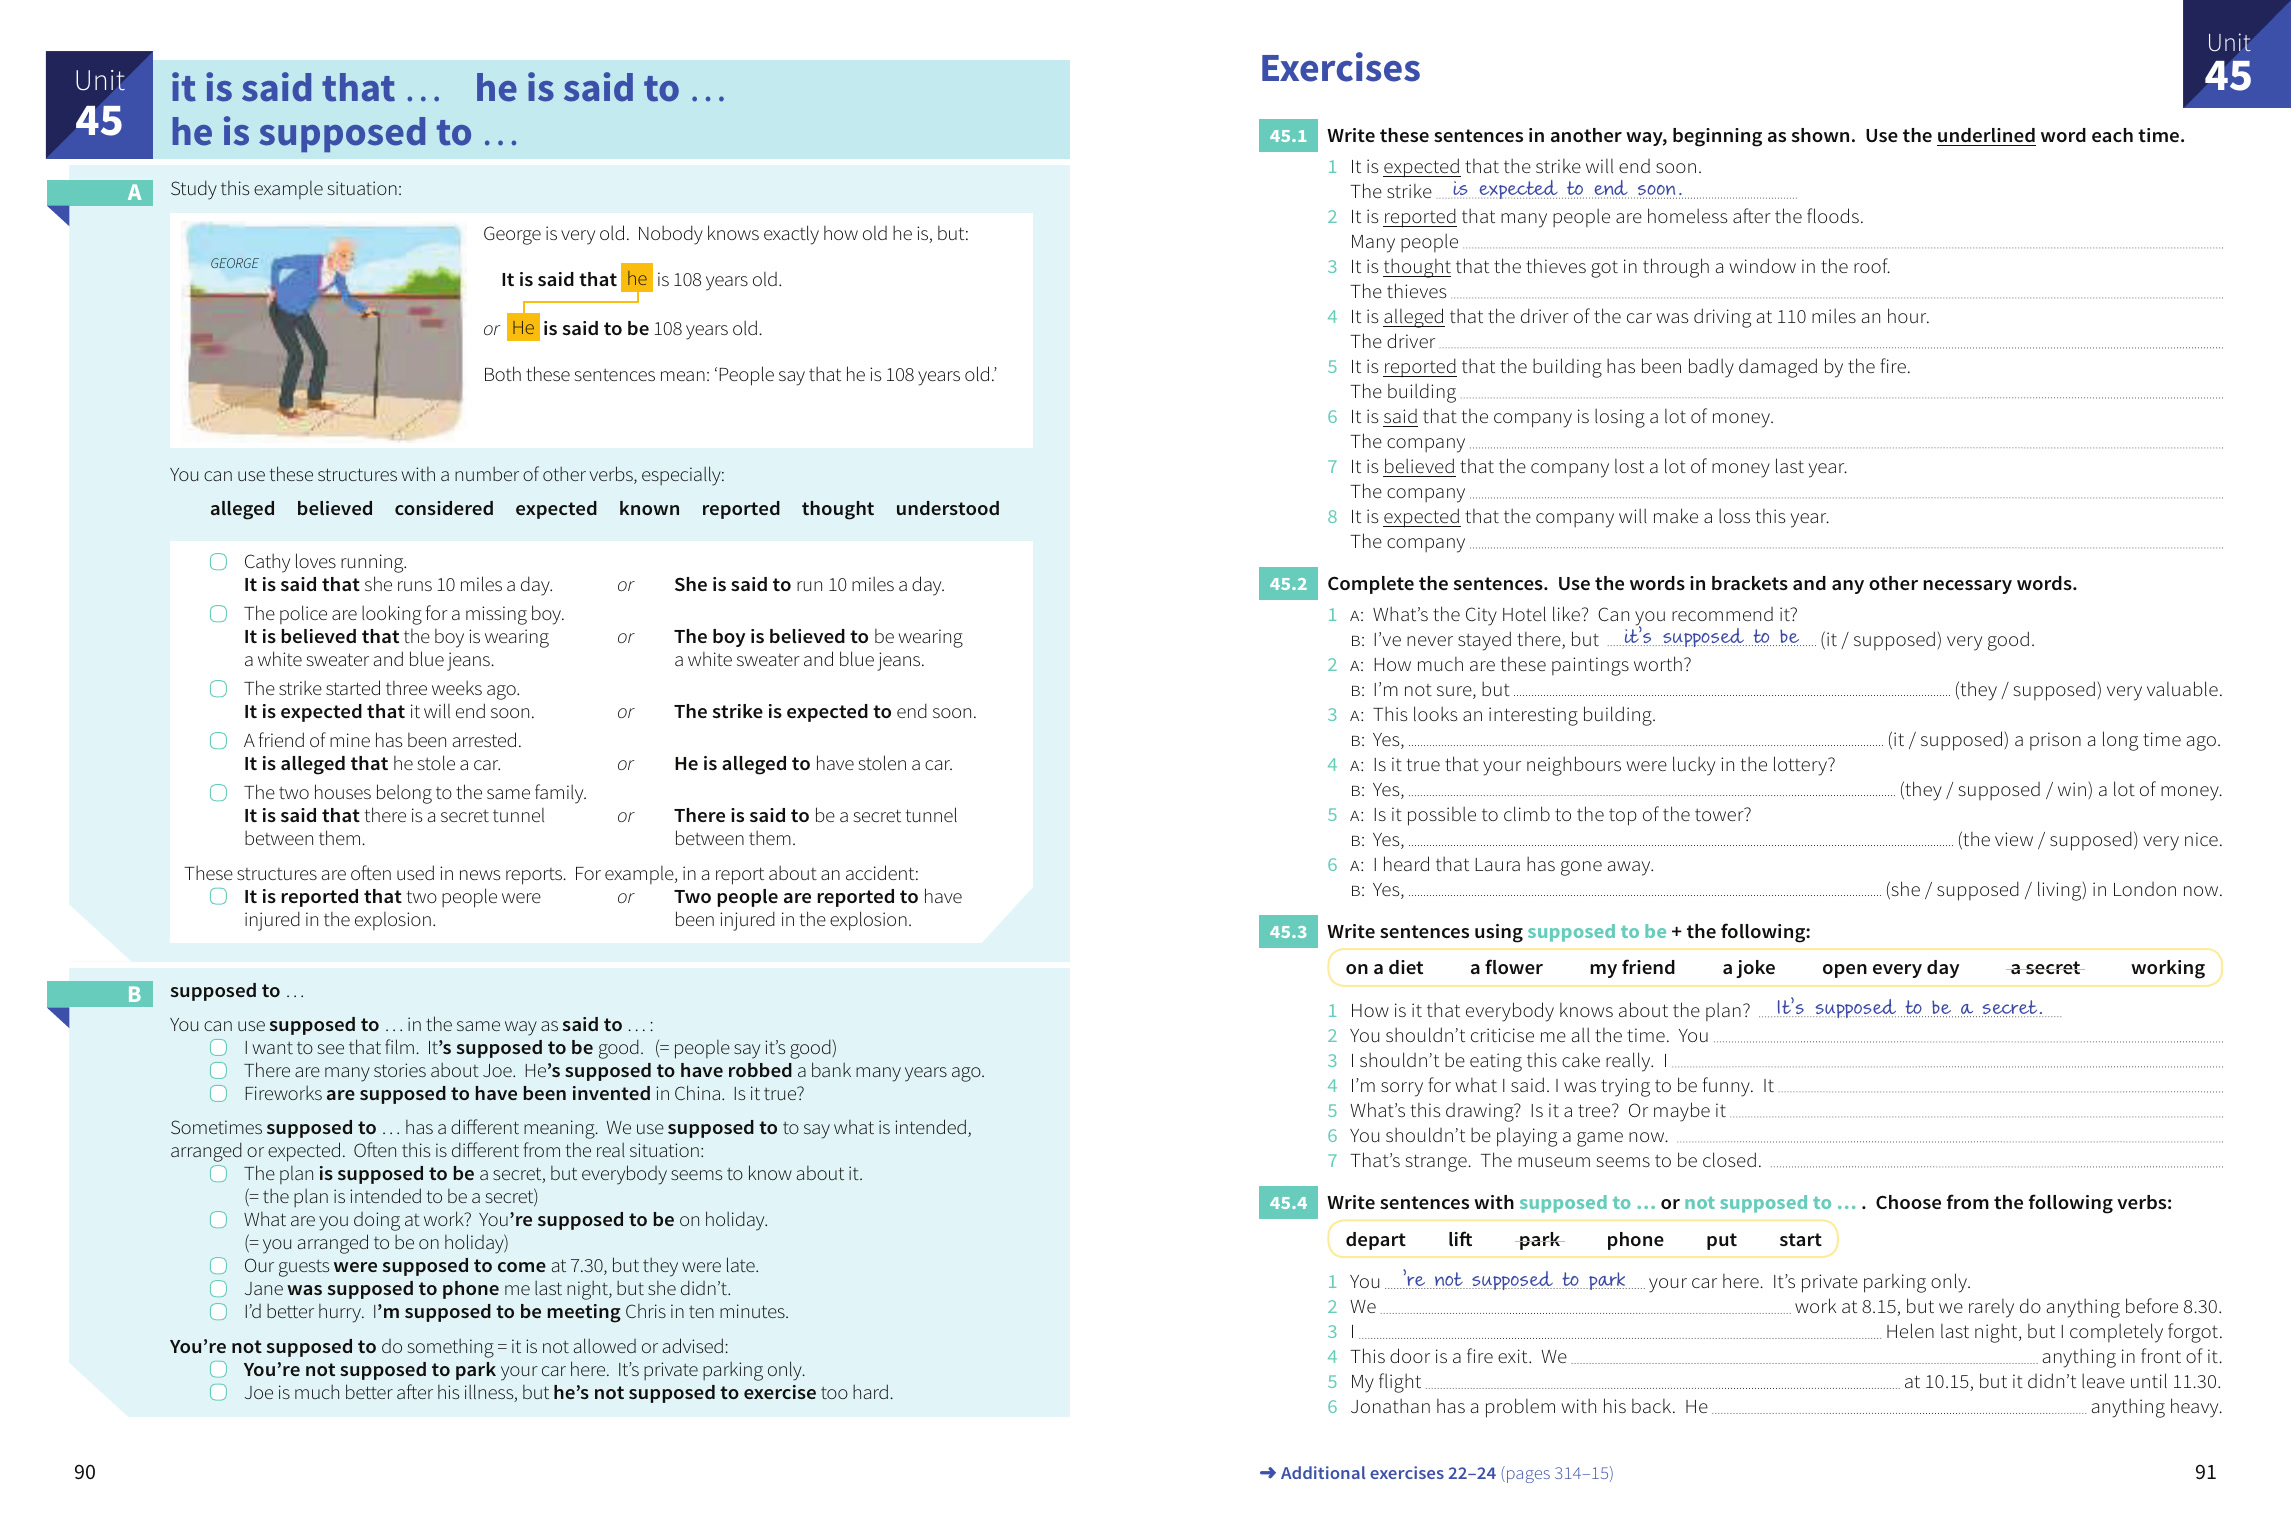 Unit
45
it is said that … he is said to …
he is supposed to …
A
Study this example situation:
GEORGE
George is very old. Nobody knows exactly how old he is, but:
It is said that he is 108 years old.
or He is said to be 108 years old.
Both these sentences mean: ‘People say that he is 108 years old.’
You can use these structures with a number of other verbs, especially:
alleged believed considered expected known reported thought understood
Cathy loves running.
It is said that she runs 10 miles a day. or She is said to run 10 miles a day.
The police are looking for a missing boy.
It is believed that the boy is wearing or The boy is believed to be wearing
a white sweater and blue jeans. a white sweater and blue jeans.
The strike started three weeks ago.
It is expected that it will end soon. or The strike is expected to end soon.
A friend of mine has been arrested.
It is alleged that he stole a car. or He is alleged to have stolen a car.
The two houses belong to the same family.
It is said that there is a secret tunnel or There is said to be a secret tunnel
between them. between them.
These structures are often used in news reports. For example, in a report about an accident:
It is reported that two people were or Two people are reported to have
injured in the explosion. been injured in the explosion.
B
supposed to …
You can use supposed to … in the same way as said to … :
I want to see that film. It’s supposed to be good. (= people say it’s good)
There are many stories about Joe. He’s supposed to have robbed a bank many years ago.
Fireworks are supposed to have been invented in China. Is it true?
Sometimes supposed to … has a different meaning. We use supposed to to say what is intended,
arranged or expected. Often this is different from the real situation:
The plan is supposed to be a secret, but everybody seems to know about it.
(= the plan is intended to be a secret)
What are you doing at work? You’re supposed to be on holiday.
(= you arranged to be on holiday)
Our guests were supposed to come at 7.30, but they were late.
Jane was supposed to phone me last night, but she didn’t.
I’d better hurry. I’m supposed to be meeting Chris in ten minutes.
You’re not supposed to do something = it is not allowed or advised:
You’re not supposed to park your car here. It’s private parking only.
Joe is much better after his illness, but he’s not supposed to exercise too hard.
90
Exercises
Unit
45
45.1 Write these sentences in another way, beginning as shown. Use the underlined word each time.
1 It is expected that the strike will end soon.
The strike is expected to end soon.
2 It is reported that many people are homeless after the floods.
Many people
3 It is thought that the thieves got in through a window in the roof.
The thieves
4 It is alleged that the driver of the car was driving at 110 miles an hour.
The driver
5 It is reported that the building has been badly damaged by the fire.
The building
6 It is said that the company is losing a lot of money.
The company
7 It is believed that the company lost a lot of money last year.
The company
8 It is expected that the company will make a loss this year.
The company
45.2 Complete the sentences. Use the words in brackets and any other necessary words.
1 A: What’s the City Hotel like? Can you recommend it?
B: I’ve never stayed there, but it’s supposed to be (it / supposed) very good.
2 A: How much are these paintings worth?
B: I’m not sure, but (they / supposed) very valuable.
3 A: This looks an interesting building.
B: Yes, (it / supposed) a prison a long time ago.
4 A: Is it true that your neighbours were lucky in the lottery?
B: Yes, (they / supposed / win) a lot of money.
5 A: Is it possible to climb to the top of the tower?
B: Yes, (the view / supposed) very nice.
6 A: I heard that Laura has gone away.
B: Yes, (she / supposed / living) in London now.
45.3 Write sentences using supposed to be + the following:
on a diet a flower my friend a joke open every day a secret working
1 How is it that everybody knows about the plan? It’s supposed to be a secret.
2 You shouldn’t criticise me all the time. You
3 I shouldn’t be eating this cake really. I
4 I’m sorry for what I said. I was trying to be funny. It
5 What’s this drawing? Is it a tree? Or maybe it
6 You shouldn’t be playing a game now.
7 That’s strange. The museum seems to be closed.
45.4 Write sentences with supposed to … or not supposed to … . Choose from the following verbs:
depart lift park phone put start
1 You ’re not supposed to park your car here. It’s private parking only.
2 We work at 8.15, but we rarely do anything before 8.30.
3 I Helen last night, but I completely forgot.
4 This door is a fire exit. We anything in front of it.
5 My flight at 10.15, but it didn’t leave until 11.30.
6 Jonathan has a problem with his back. He anything heavy.
➜ Additional exercises 22–24 (pages 314–15)
91